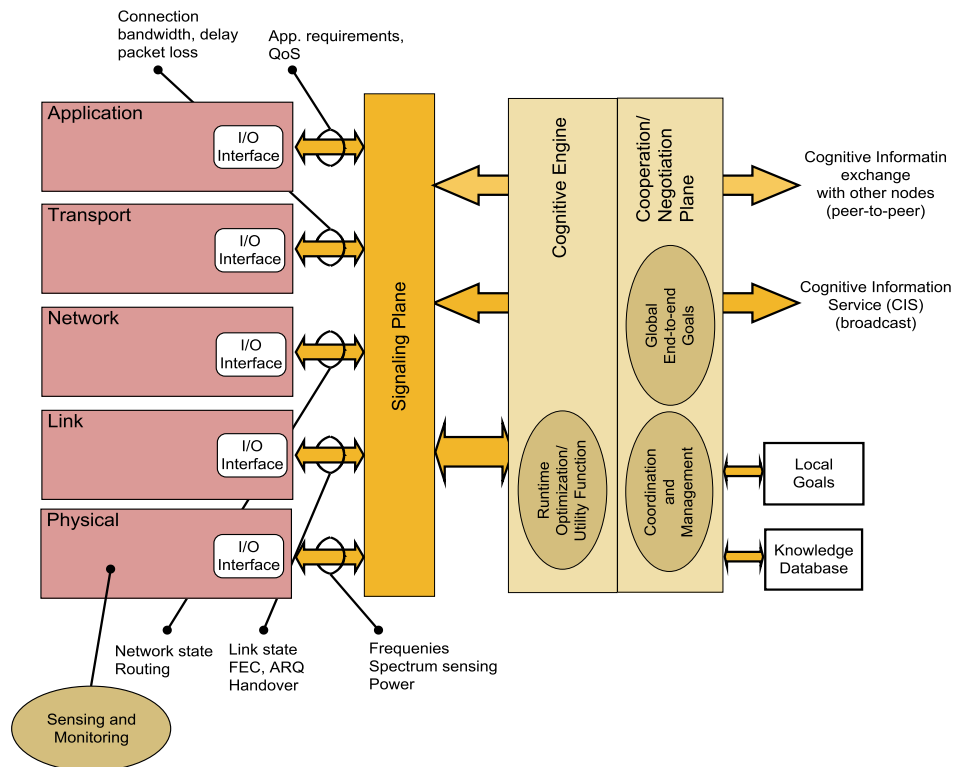 Connection
bandwidth, delay
packet loss
App. requirements,
QoS
Application
I/O
Interface
Transport
I/O
Interface
Network
I/O
Interface
Link
I/O
Interface
Physical
I/O
Interface
Signaling Plane
Cognitive Engine
Cooperation/
Negotiation
Plane
Global
End-to-end
Goals
Runtime
Optimization/
Utility Function
Coordination
and
Management
Cognitive Informatin
exchange
with other nodes
(peer-to-peer)
Cognitive Information
Service (CIS)
(broadcast)
Local
Goals
Knowledge
Database
Network state
Routing
Link state
FEC, ARQ
Handover
Frequenies
Spectrum sensing
Power
Sensing and
Monitoring